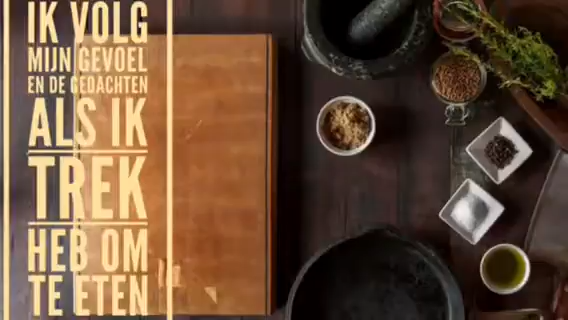 IK VOLG
MIJN GEVOEL
EN DE GEDACHTEN
ALS IK
TREK
HEB OM
TE ETEN